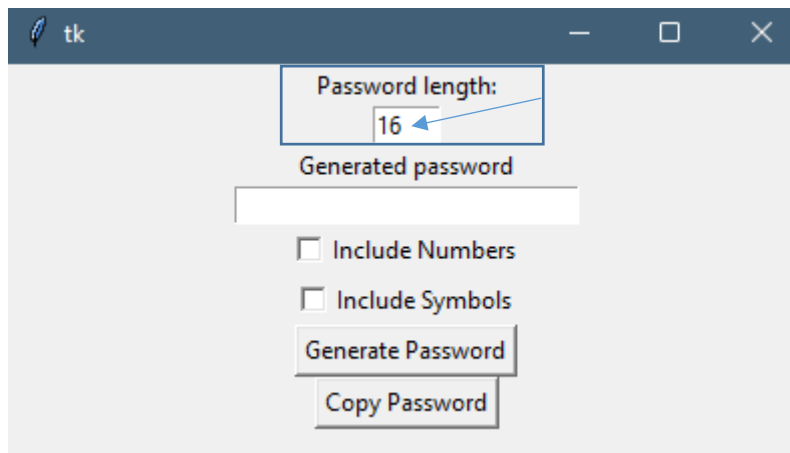 tk
Password length:
16
Generated password
Include Numbers
Include Symbols
Generate Password
Copy Password